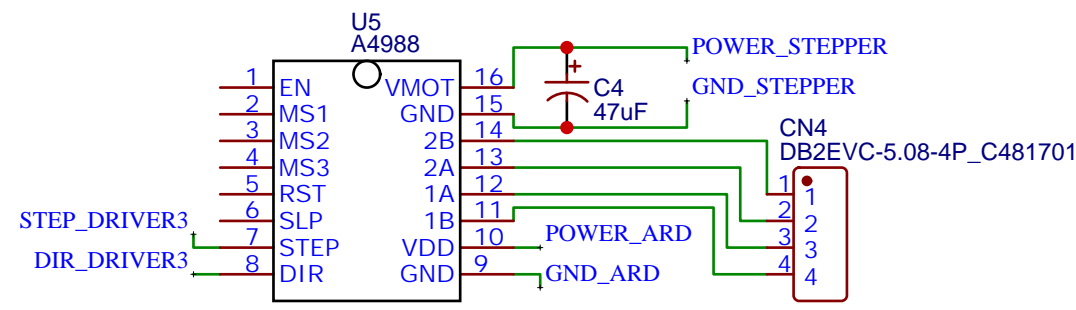 U5
A4988
1 EN VMOT 16
2 MS1 GND 15
3 MS2 2B 14
4 MS3 2A 13
5 RST 1A 12
6 SLP 1B 11
7 STEP VDD 10
8 DIR GND 9
STEP_DRIVER3
DIR_DRIVER3
POWER_STEPPER
+
C4
47uF
GND_STEPPER
POWER_ARD
GND_ARD
CN4
DB2EVC-5.08-4P_C481701
1 1
2 2
3 3
4 4